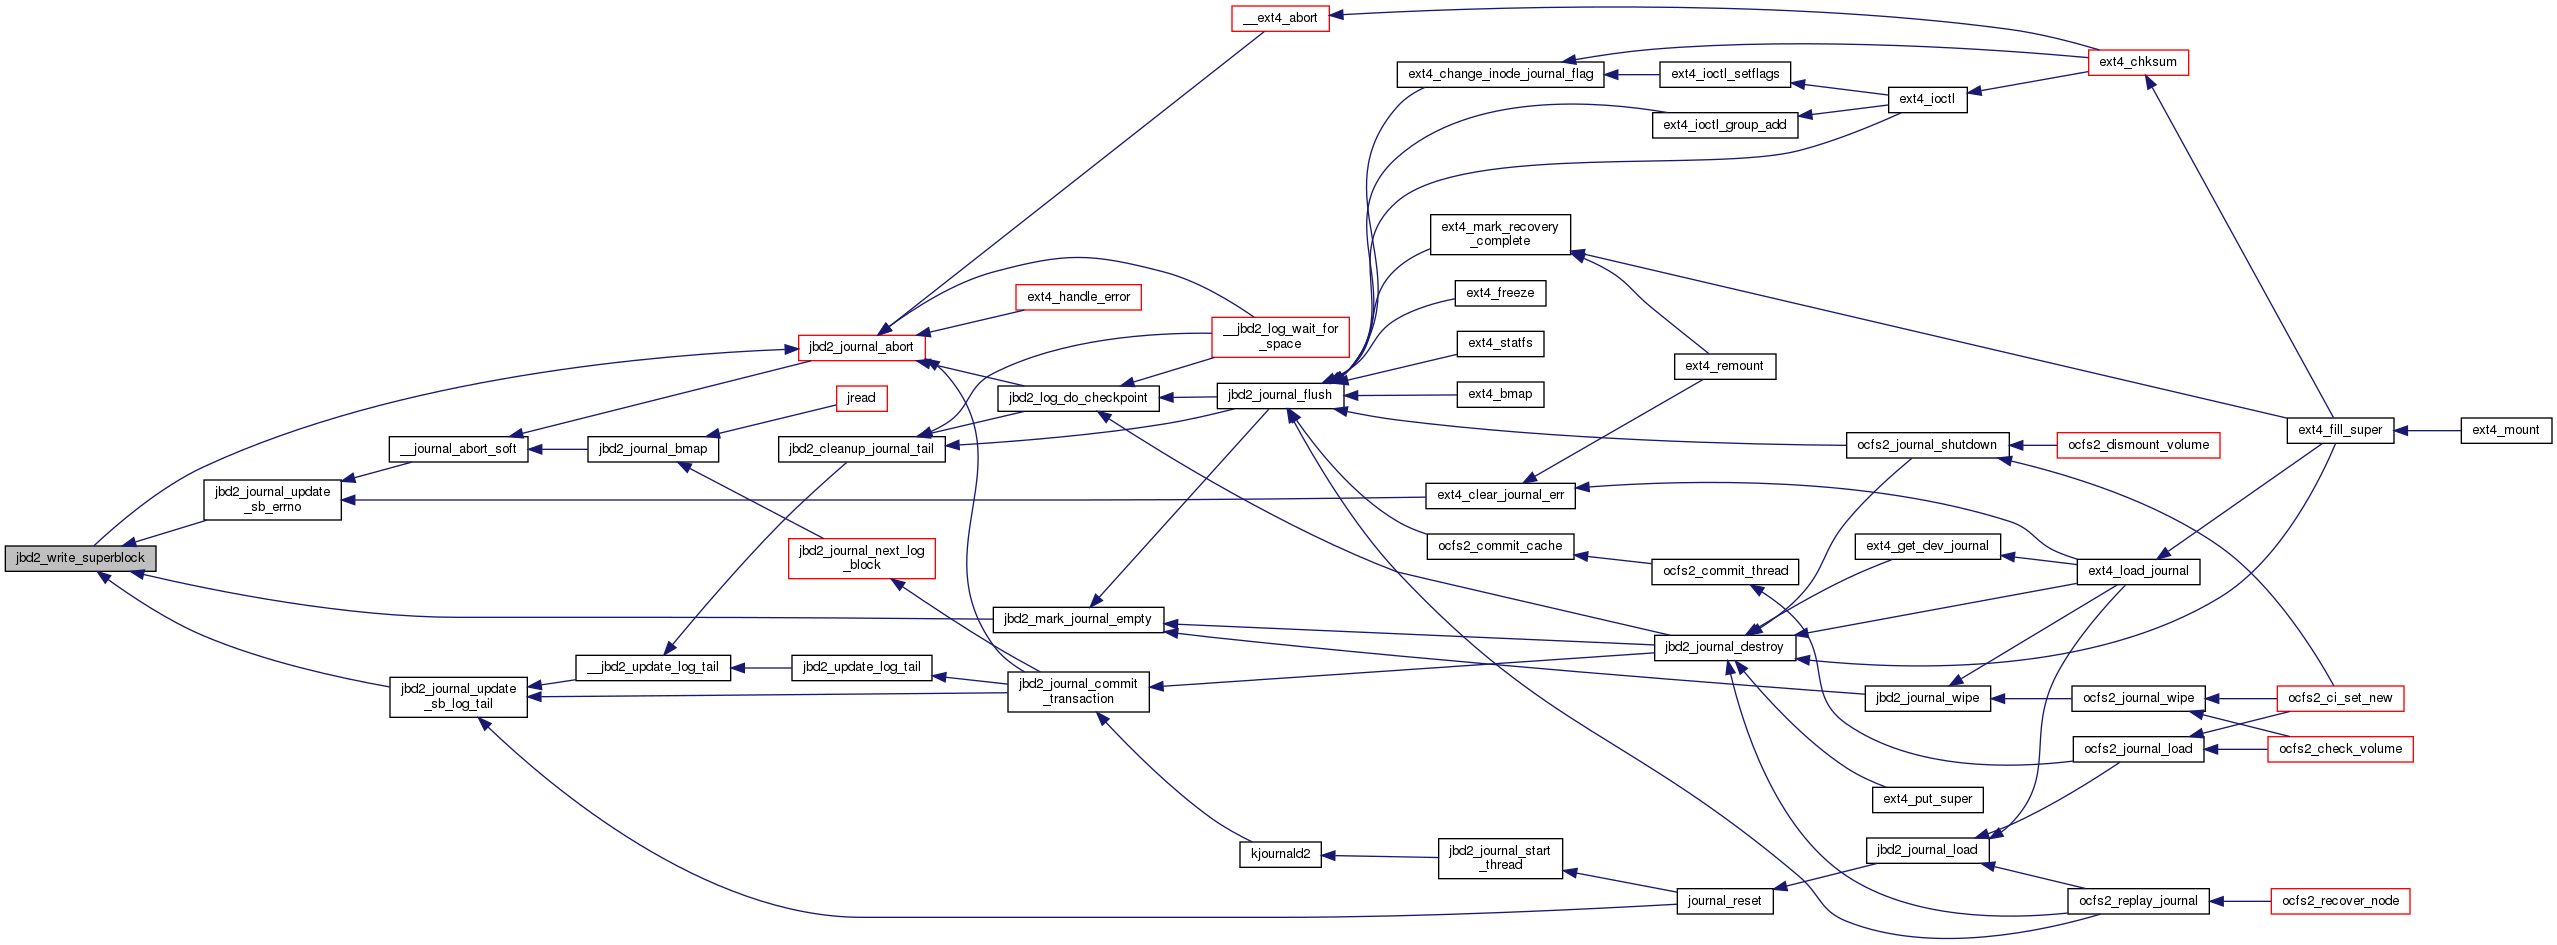 __ext4_abort
ext4_chksum
ext4_change_inode_journal_flag
ext4_ioctl_setflags
ext4_ioctl
ext4_ioctl_group_add
ext4_mark_recovery
_complete
ext4_freeze
ext4_handle_error
__jbd2_log_wait_for
_space
ext4_statfs
jbd2_journal_abort
ext4_remount
jread
jbd2_log_do_checkpoint
jbd2_journal_flush
ext4_bmap
ext4_fill_super
ext4_mount
__journal_abort_soft
jbd2_journal_bmap
jbd2_cleanup_journal_tail
ocfs2_journal_shutdown
ocfs2_dismount_volume
jbd2_journal_update
_sb_errno
ext4_clear_journal_err
jbd2_write_superblock
jbd2_journal_next_log
_block
ocfs2_commit_cache
ext4_get_dev_journal
ocfs2_commit_thread
ext4_load_journal
jbd2_mark_journal_empty
jbd2_journal_destroy
__jbd2_update_log_tail
jbd2_update_log_tail
jbd2_journal_update
_sb_log_tail
jbd2_journal_commit
_transaction
jbd2_journal_wipe
ocfs2_journal_wipe
ocfs2_ci_set_new
ocfs2_journal_load
ocfs2_check_volume
ext4_put_super
kjournald2
jbd2_journal_start
_thread
jbd2_journal_load
journal_reset
ocfs2_replay_journal
ocfs2_recover_node